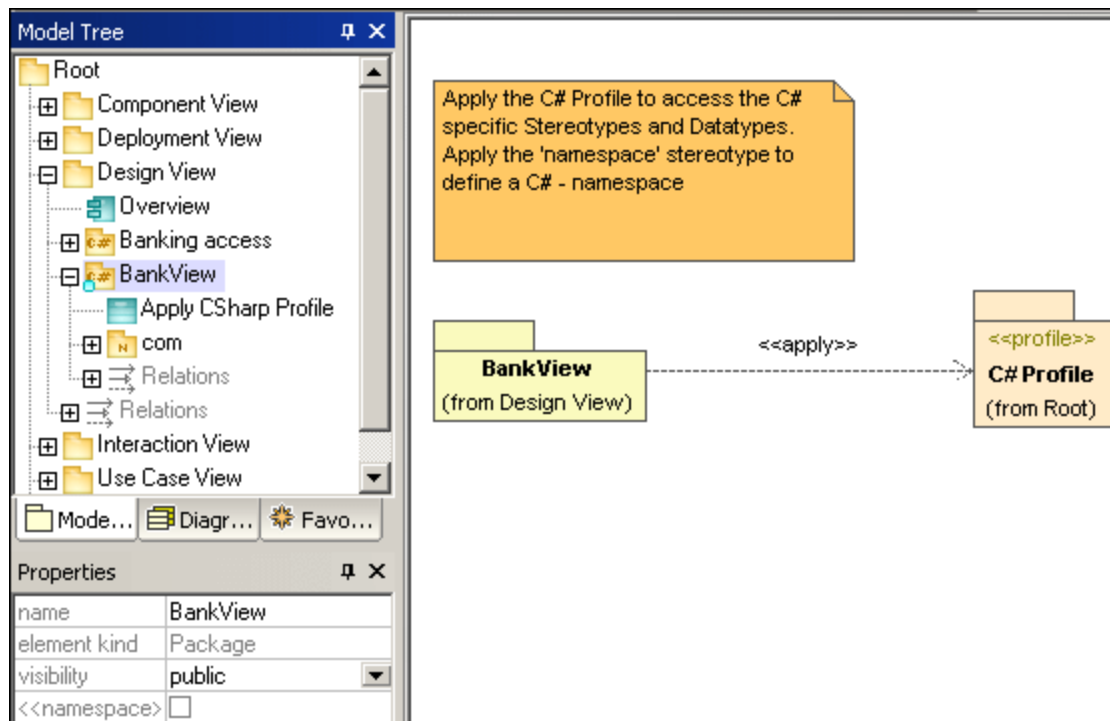 Model Tree
Root
Component View
Deployment View
Design View
Overview
C# Banking access
C# BankView
Apply CSharp Profile
N com
Relations
Relations
Interaction View
Use Case View
Mode... Diagr... Favo...
Properties
name BankView
element kind Package
visibility public
<<namespace>
Apply the C# Profile to access the C#
specific Stereotypes and Datatypes.
Apply the 'namespace' stereotype to
define a C# - namespace
BankView
(from Design View)
<<apply>>
<<profile>>
C# Profile
(from Root)